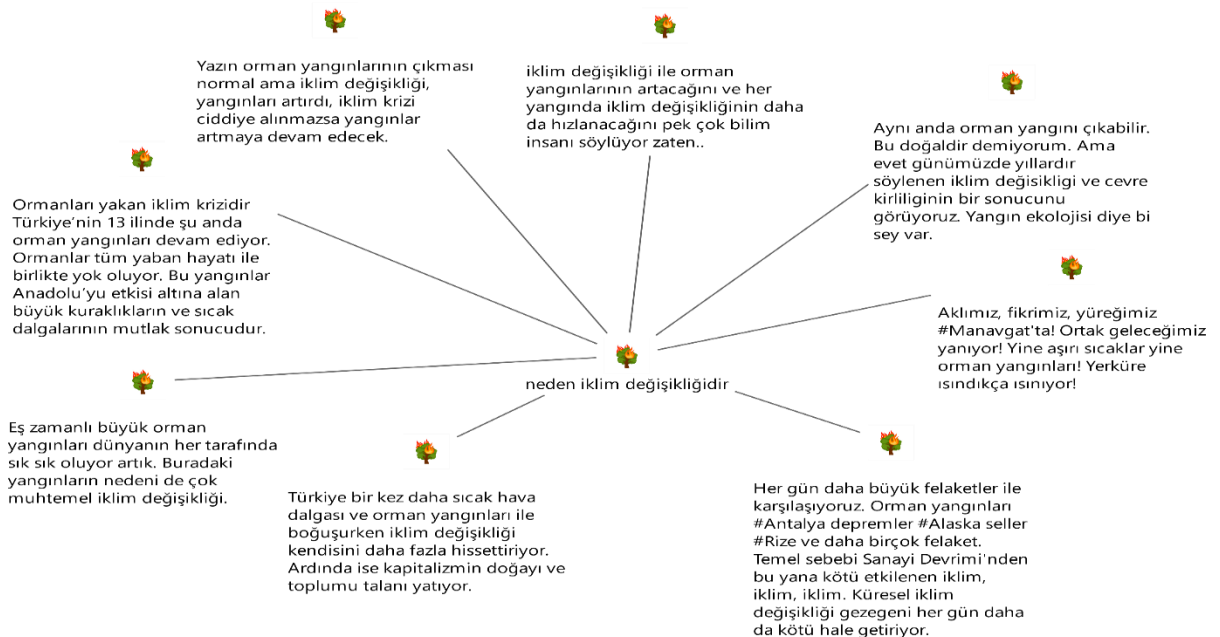 Yazın orman yangınlarının çıkması
normal ama iklim değişikliği,
yangınları artırdı, iklim krizi
ciddiye alınmazsa yangınlar
artmaya devam edecek.
iklim değişikliği ile orman
yangınlarının artacağını ve her
yangında iklim değişikliğinin daha
da hızlanacağını pek çok bilim
insanı söylüyor zaten..
Aynı anda orman yangını çıkabilir.
Bu doğaldir demiyorum. Ama
evet günümüzde yıllardır
söylenen iklim değisikligi ve cevre
kirliliginin bir sonucunu
görüyoruz. Yangın ekolojisi diye bi
sey var.
Ormanları yakan iklim krizidir
Türkiye'nin 13 ilinde şu anda
orman yangınları devam ediyor.
Ormanlar tüm yaban hayatı ile
birlikte yok oluyor. Bu yangınlar
Anadolu'yu etkisi altına alan
büyük kuraklıkların ve sıcak
dalgalarının mutlak sonucudur.
Aklımız, fikrimiz, yüreğimiz
#Manavgat'ta! Ortak geleceğimiz
yanıyor! Yine aşırı sıcaklar yine
orman yangınları! Yerküre
ısındıkça ısınıyor!
neden iklim değişikliğidir
Eş zamanlı büyük orman
yangınları dünyanın her tarafında
sık sık oluyor artık. Buradaki
yangınların nedeni de çok
muhtemel iklim değişikliği.
Türkiye bir kez daha sıcak hava
dalgası ve orman yangınları ile
boğuşurken iklim değişikliği
kendisini daha fazla hissettiriyor.
Ardında ise kapitalizmin doğayı ve
toplumu talanı yatıyor.
Her gün daha büyük felaketler ile
karşılaşıyoruz. Orman yangınları
#Antalya depremler #Alaska seller
#Rize ve daha birçok felaket.
Temel sebebi Sanayi Devrimi'nden
bu yana kötü etkilenen iklim,
iklim, iklim. Küresel iklim
değişikliği gezegeni her gün daha
da kötü hale getiriyor.